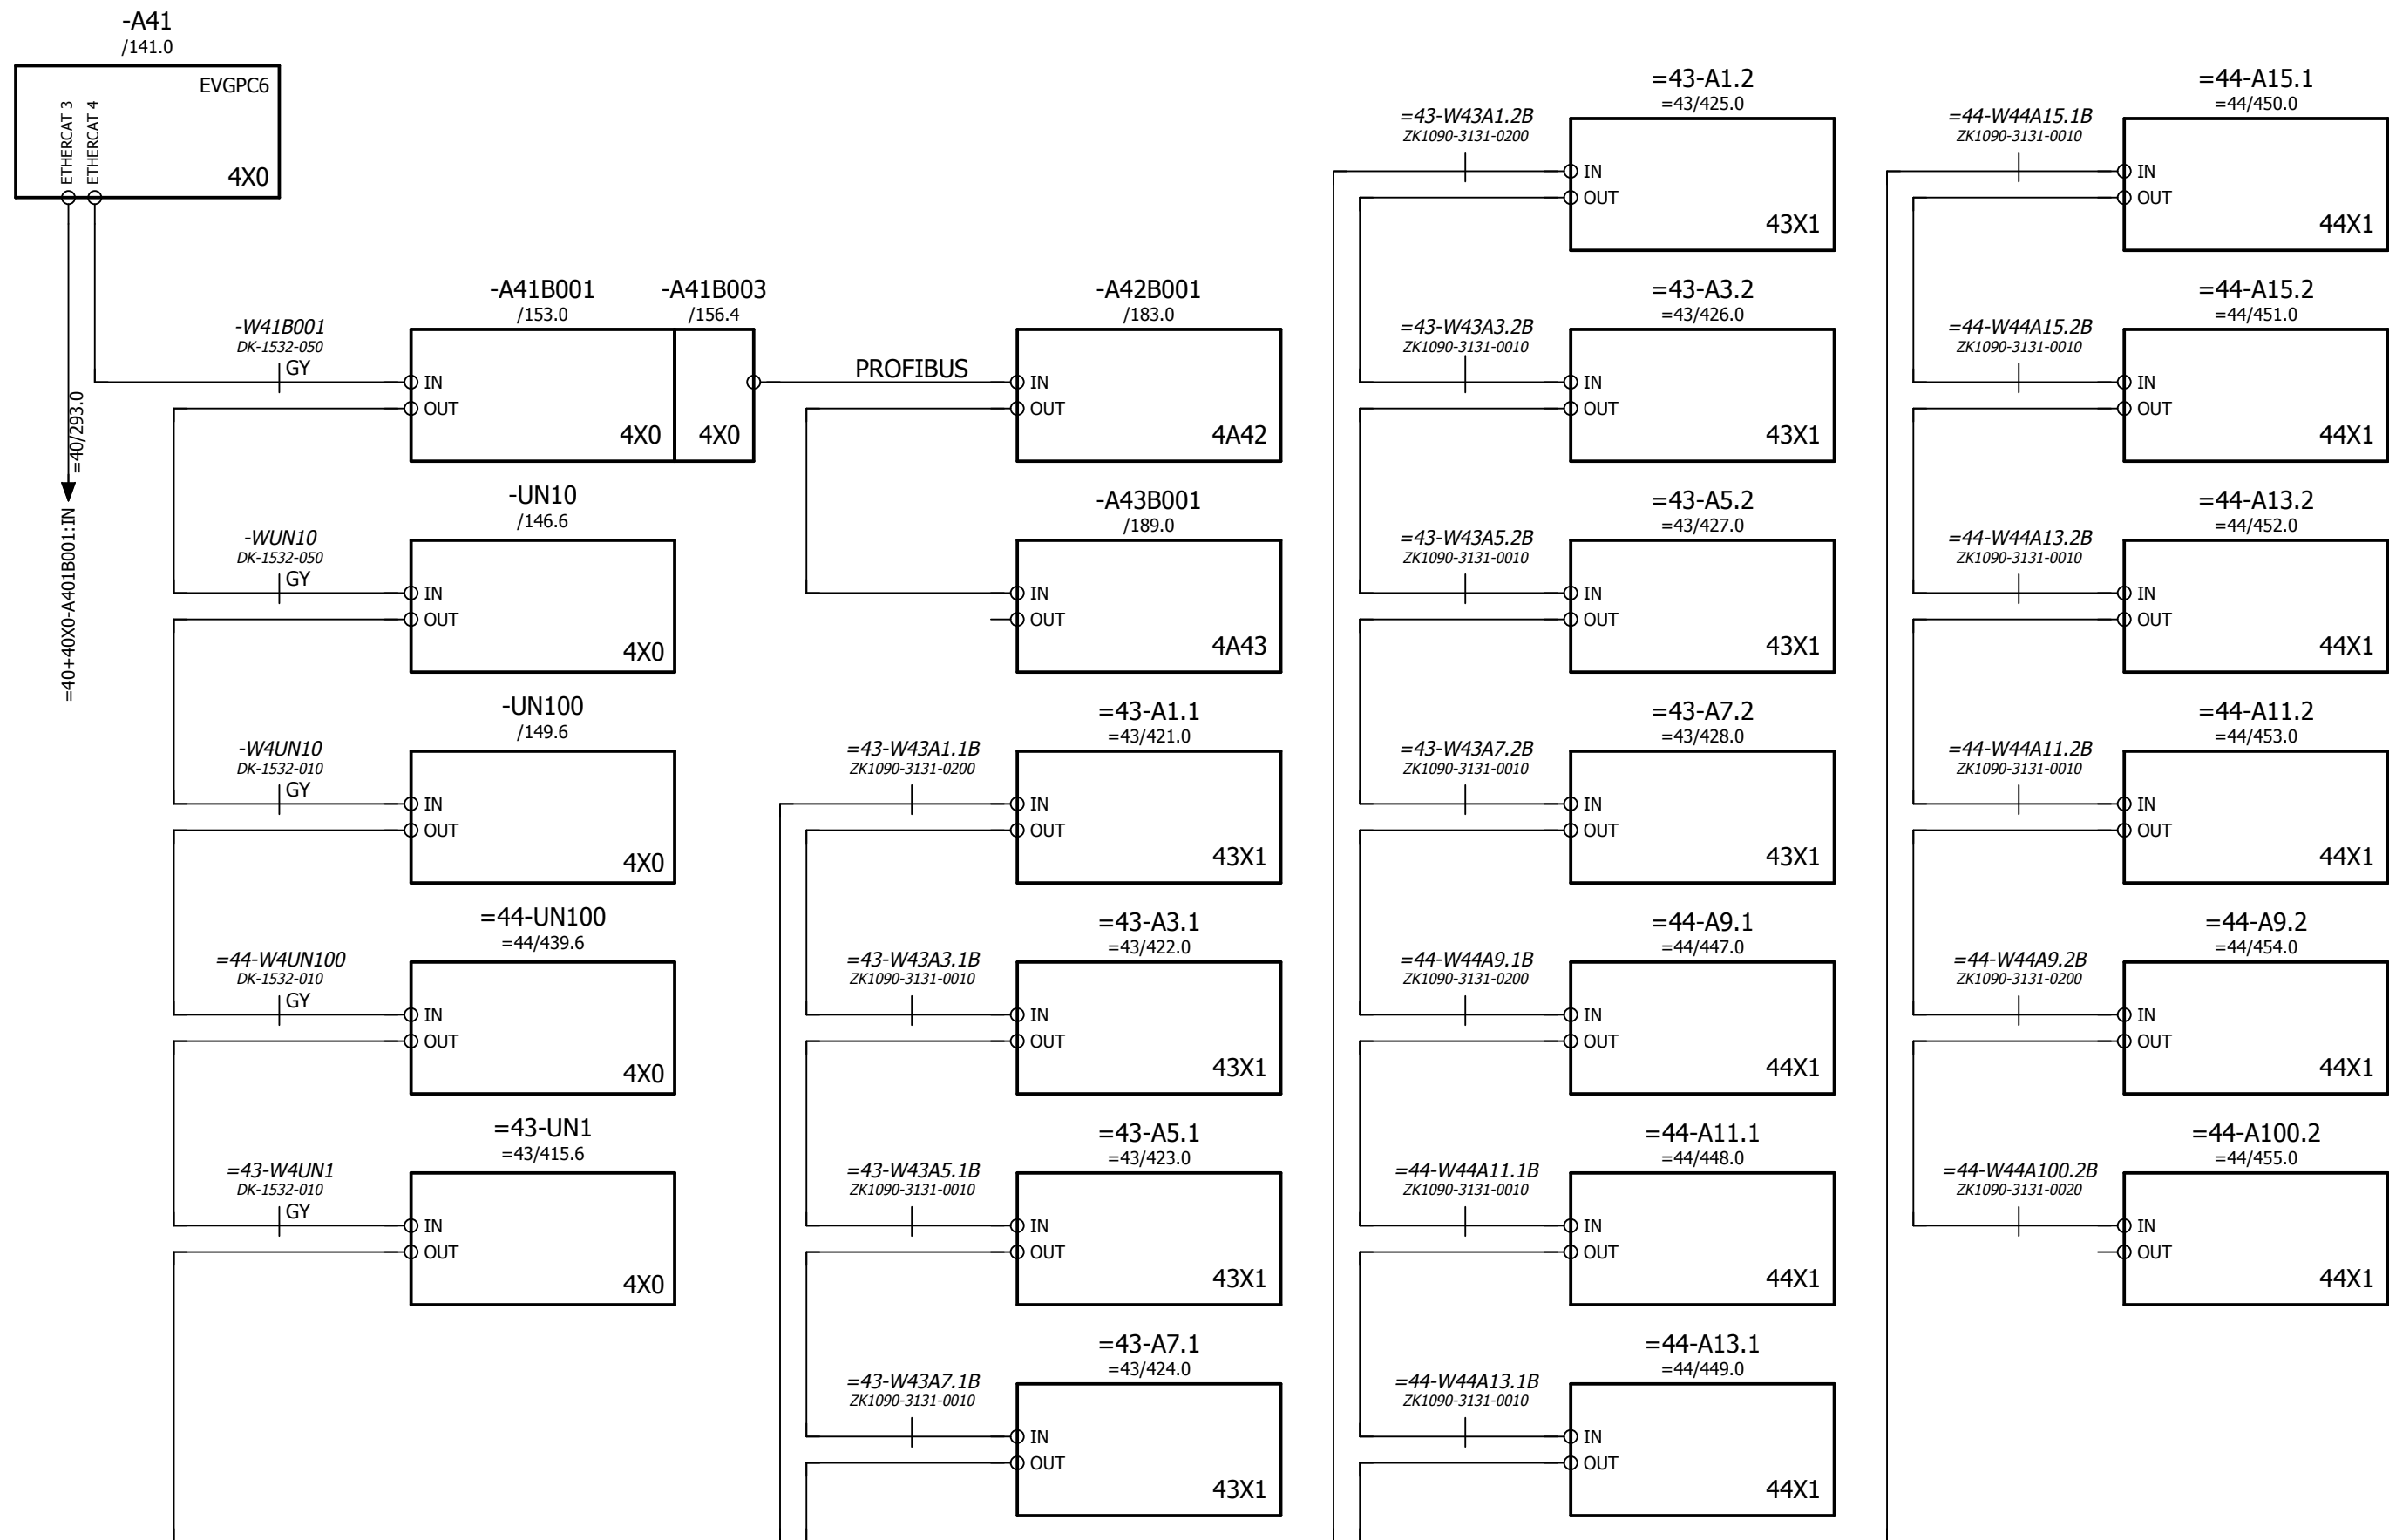 -A41
/141.0
EVGPC6
ETHERCAT 3
ETHERCAT 4
4X0
=40/293.0
=40+40X0-A401B001:IN
-W41B001
DK-1532-050
GY
-A41B001
/153.0
IN
OUT
4X0
-A41B003
/156.4
4X0
PROFIBUS
-WUN10
DK-1532-050
GY
-UN10
/146.6
IN
OUT
4X0
-W4UN10
DK-1532-010
GY
-UN100
/149.6
IN
OUT
4X0
=44-W4UN100
DK-1532-010
GY
=44-UN100
=44/439.6
IN
OUT
4X0
=43-W4UN1
DK-1532-010
GY
=43-UN1
=43/415.6
IN
OUT
4X0
-A42B001
/183.0
IN
OUT
4A42
-A43B001
/189.0
IN
OUT
4A43
=43-W43A1.1B
ZK1090-3131-0200
=43-A1.1
=43/421.0
IN
OUT
43X1
=43-W43A3.1B
ZK1090-3131-0010
=43-A3.1
=43/422.0
IN
OUT
43X1
=43-W43A5.1B
ZK1090-3131-0010
=43-A5.1
=43/423.0
IN
OUT
43X1
=43-W43A7.1B
ZK1090-3131-0010
=43-A7.1
=43/424.0
IN
OUT
43X1
=43-W43A1.2B
ZK1090-3131-0200
=43-A1.2
=43/425.0
IN
OUT
43X1
=43-W43A3.2B
ZK1090-3131-0010
=43-A3.2
=43/426.0
IN
OUT
43X1
=43-W43A5.2B
ZK1090-3131-0010
=43-A5.2
=43/427.0
IN
OUT
43X1
=43-W43A7.2B
ZK1090-3131-0010
=43-A7.2
=43/428.0
IN
OUT
43X1
=44-W44A9.1B
ZK1090-3131-0200
=44-A9.1
=44/447.0
IN
OUT
44X1
=44-W44A11.1B
ZK1090-3131-0010
=44-A11.1
=44/448.0
IN
OUT
44X1
=44-W44A13.1B
ZK1090-3131-0010
=44-A13.1
=44/449.0
IN
OUT
44X1
=44-W44A15.1B
ZK1090-3131-0010
=44-A15.1
=44/450.0
IN
OUT
44X1
=44-W44A15.2B
ZK1090-3131-0010
=44-A15.2
=44/451.0
IN
OUT
44X1
=44-W44A13.2B
ZK1090-3131-0010
=44-A13.2
=44/452.0
IN
OUT
44X1
=44-W44A11.2B
ZK1090-3131-0010
=44-A11.2
=44/453.0
IN
OUT
44X1
=44-W44A9.2B
ZK1090-3131-0200
=44-A9.2
=44/454.0
IN
OUT
44X1
=44-W44A100.2B
ZK1090-3131-0020
=44-A100.2
=44/455.0
IN
OUT
44X1